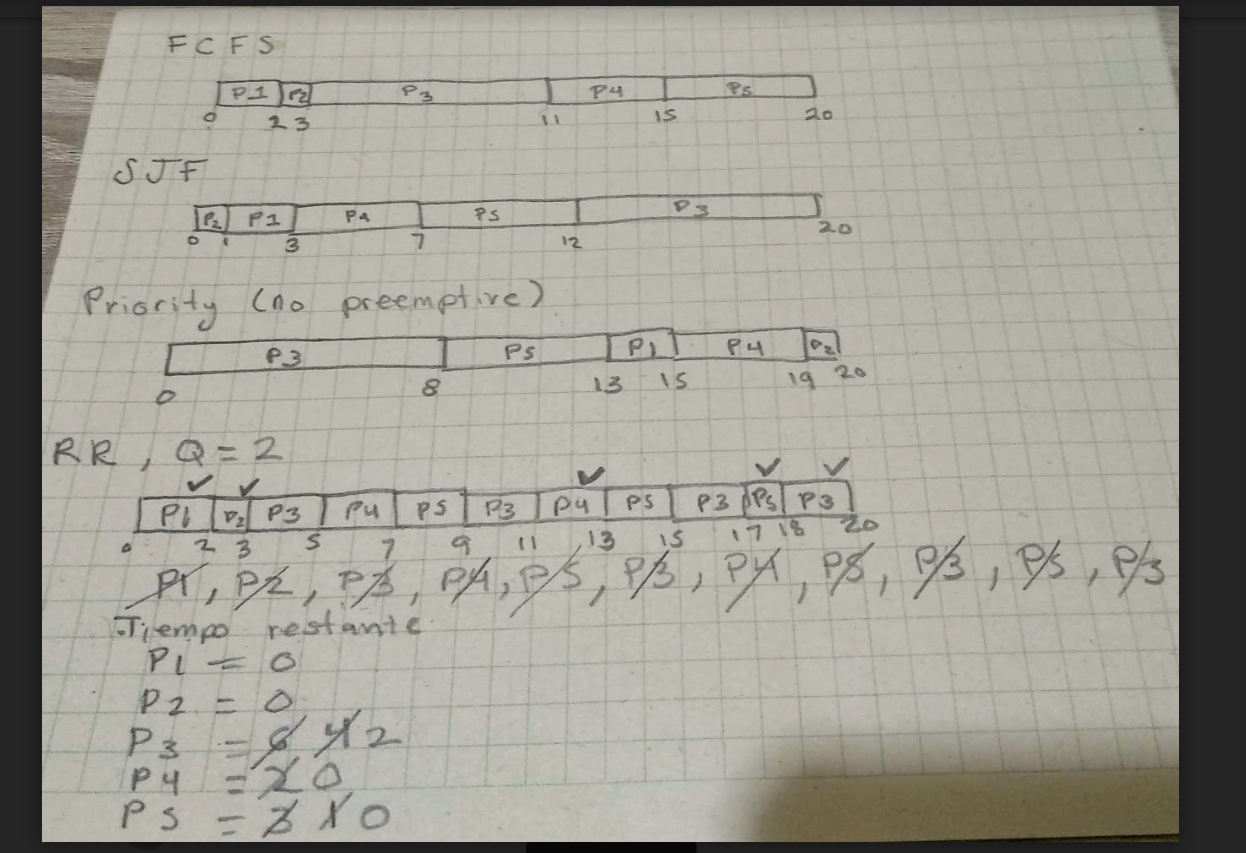 FCFS
P1 P2 P3 P4 P5
0 2 3 11 15 20
SJF
P2 P1 P4 P5 P3
0 1 3 7 12 20
Priority (no preemptive)
P3 P5 P1 P4 P2
0 8 13 15 19 20
RR, Q=2
✓ ✓ ✓ ✓ ✓
P1 P2 P3 P4 P5 P3 P4 P5 P3 P5 P3
0 2 3 5 7 9 11 13 15 17 18 20
P1, P2, P3, P4, P5, P3, P4, P5, P3, P5, P3
Tiempo restante
P1 = 0
P2 = 0
P3 = 6 4 2
P4 = 2 0
P5 = 3 1 0